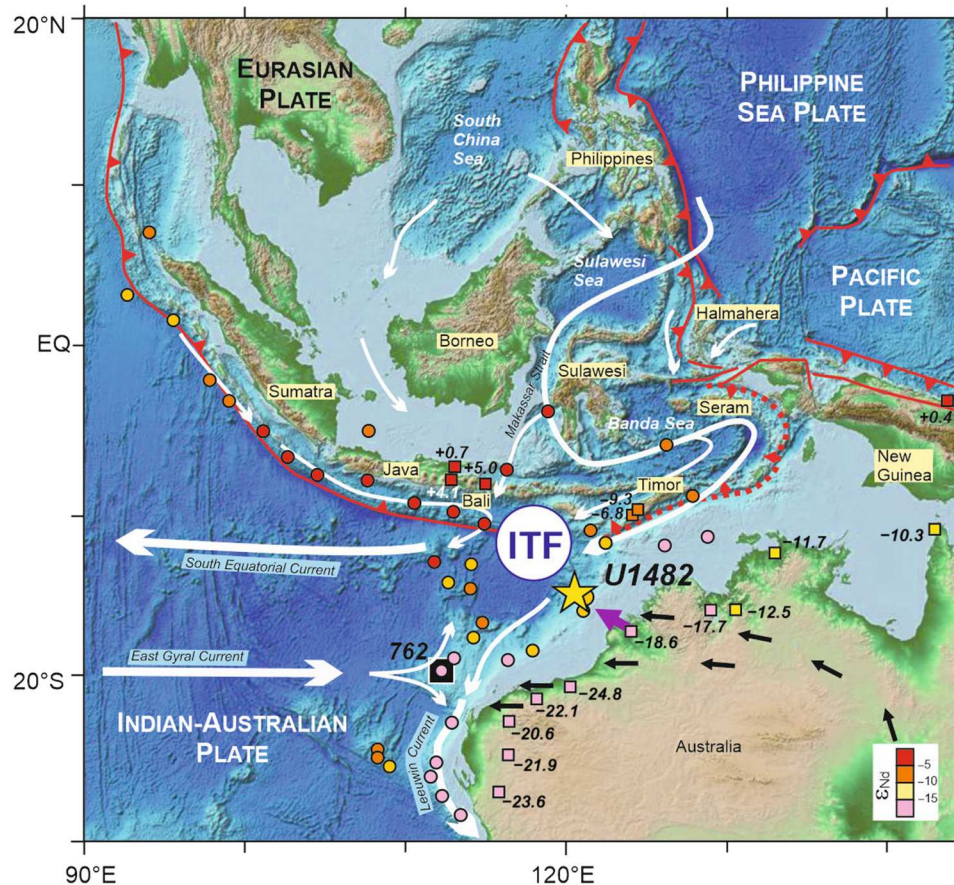 20°N
EURASIAN
PLATE
PHILIPPINE
SEA PLATE
South
China
Sea
Philippines
Sulawesi
Sea
PACIFIC
PLATE
Halmahera
EQ
Borneo
Makassar Strait
Sulawesi
Sumatra
Seram
+0.4
Banda Sea
New
Guinea
+0.7
Java
+5.0
+4.1
Bali
Timor
-9.3
-6.8
ITF
-10.3
South Equatorial Current
-11.7
U1482
-12.5
-17.7
-18.6
762
East Gyral Current
20°S
-24.8
-22.1
INDIAN-AUSTRALIAN
PLATE
-20.6
Australia
Leeuwin Current
-21.9
-23.6
εNd
-5
-10
-15
90°E
120°E